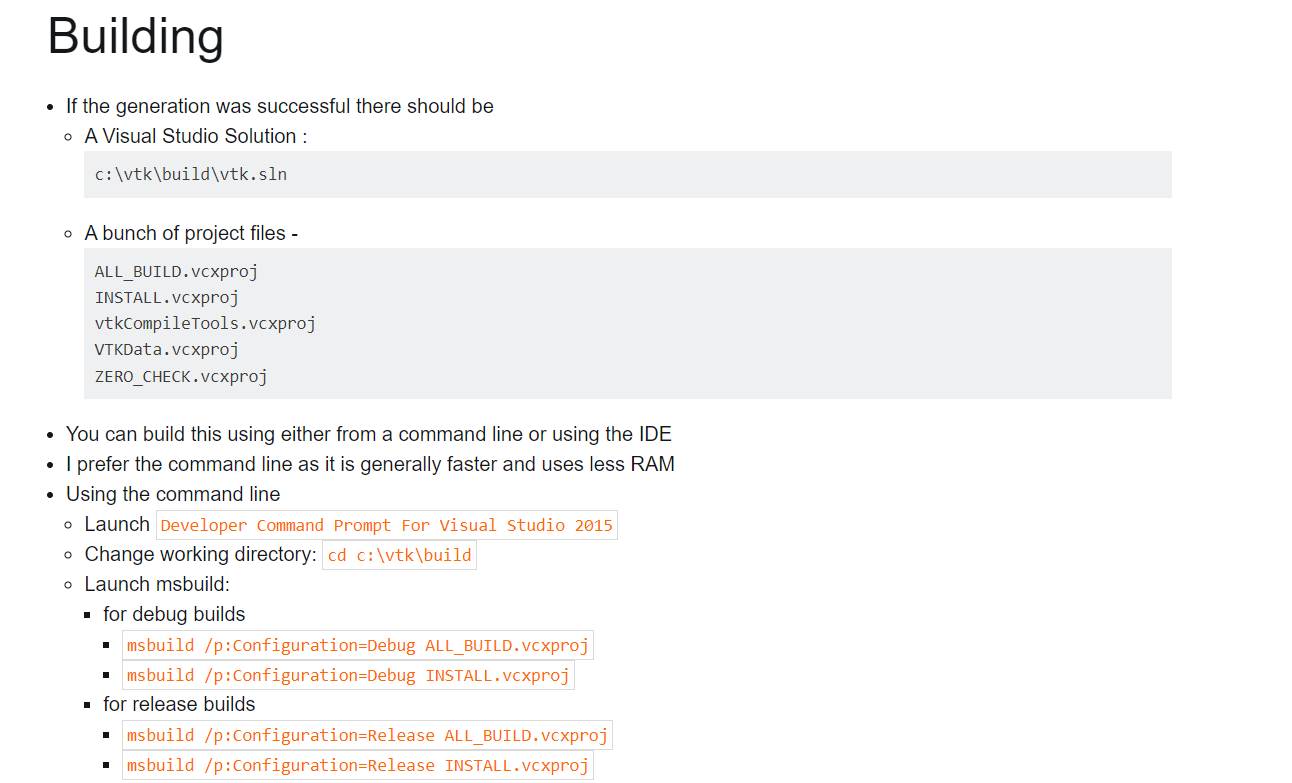 Building
If the generation was successful there should be
A Visual Studio Solution :
c:\vtk\build\vtk.sln
A bunch of project files -
ALL_BUILD.vcxproj
INSTALL.vcxproj
vtkCompileTools.vcxproj
VTKData.vcxproj
ZERO_CHECK.vcxproj
You can build this using either from a command line or using the IDE
I prefer the command line as it is generally faster and uses less RAM
Using the command line
Launch Developer Command Prompt For Visual Studio 2015
Change working directory: cd c:\vtk\build
Launch msbuild:
for debug builds
msbuild /p:Configuration=Debug ALL_BUILD.vcxproj
msbuild /p:Configuration=Debug INSTALL.vcxproj
for release builds
msbuild /p:Configuration=Release ALL_BUILD.vcxproj
msbuild /p:Configuration=Release INSTALL.vcxproj